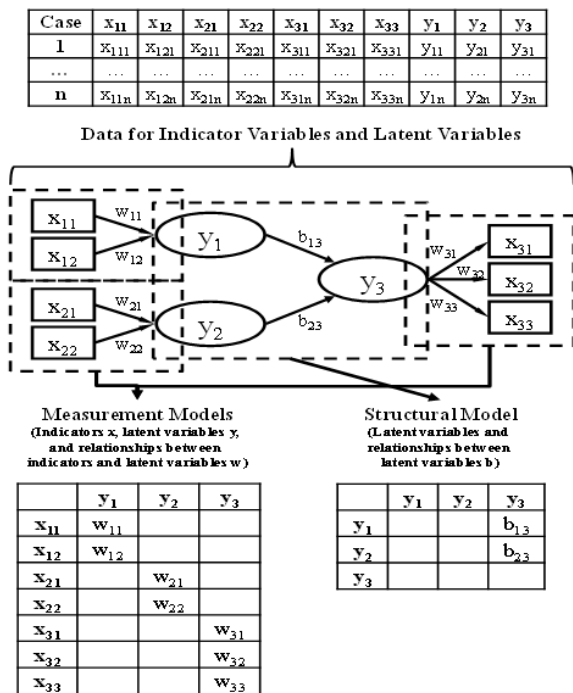 Case x₁₁ x₁₂ x₂₁ x₂₂ x₃₁ x₃₂ x₃₃ y₁ y₂ y₃
1 x₁₁₁ x₁₂₁ x₂₁₁ x₂₂₁ x₃₁₁ x₃₂₁ x₃₃₁ y₁₁ y₂₁ y₃₁
... ... ... ... ... ... ... ... ... ... ...
n x₁₁ₙ x₁₂ₙ x₂₁ₙ x₂₂ₙ x₃₁ₙ x₃₂ₙ x₃₃ₙ y₁ₙ y₂ₙ y₃ₙ
Data for Indicator Variables and Latent Variables
x₁₁ w₁₁
x₁₂ w₁₂
y₁ b₁₃
x₂₁ w₂₁
x₂₂ w₂₂
y₂ b₂₃
y₃
w₃₁ x₃₁
w₃₂ x₃₂
w₃₃ x₃₃
Measurement Models
(Indicators x, latent variables y,
and relationships between
indicators and latent variables w)
Structural Model
(Latent variables and
relationships between
latent variables b)
y₁ y₂ y₃
x₁₁ w₁₁
x₁₂ w₁₂
x₂₁ w₂₁
x₂₂ w₂₂
x₃₁ w₃₁
x₃₂ w₃₂
x₃₃ w₃₃
y₁ y₂ y₃
y₁ b₁₃
y₂ b₂₃
y₃